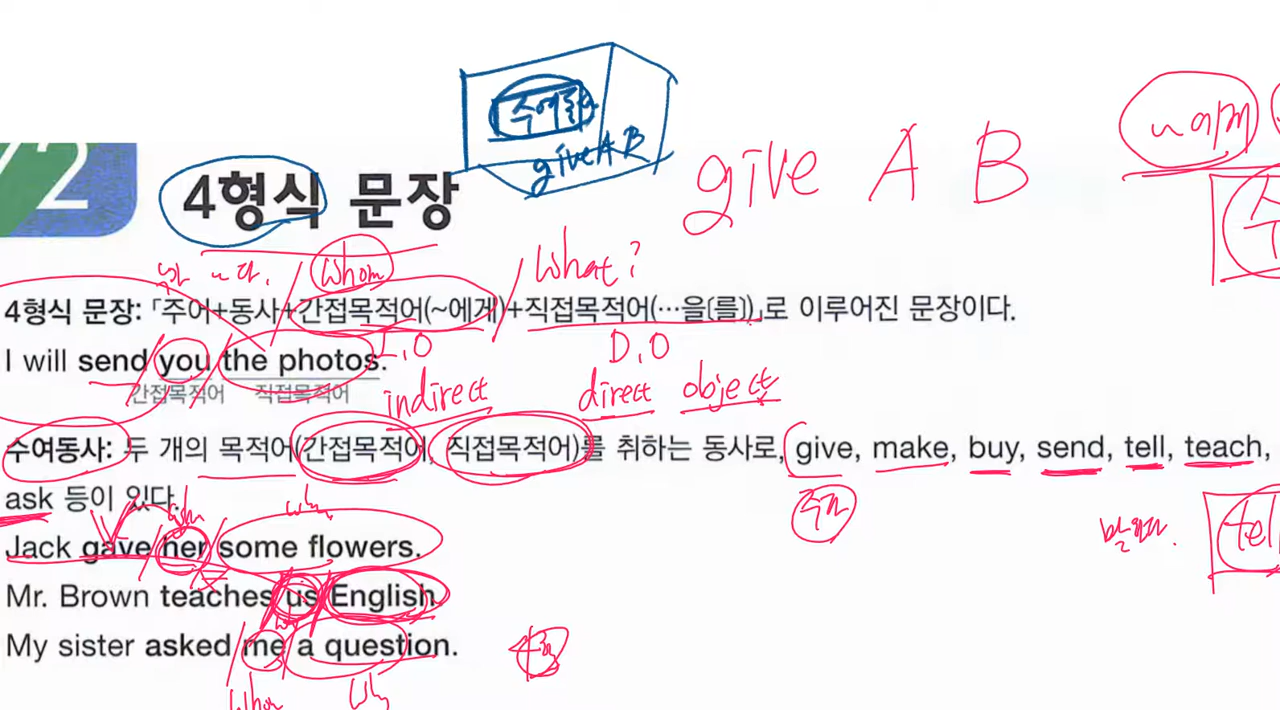 give A B
give A B
72
4형식 문장
whom
what?
4형식 문장: 「주어+동사+간접목적어(~에게)+직접목적어(…을(를))」로 이루어진 문장이다.
I will send you the photos.
I.O
D.O
간접목적어 직접목적어
indirect direct object
수여동사: 두 개의 목적어(간접목적어, 직접목적어)를 취하는 동사로, give, make, buy, send, tell, teach,
ask 등이 있다.
Jack gave her some flowers.
tel
Mr. Brown teaches us English.
My sister asked me a question.